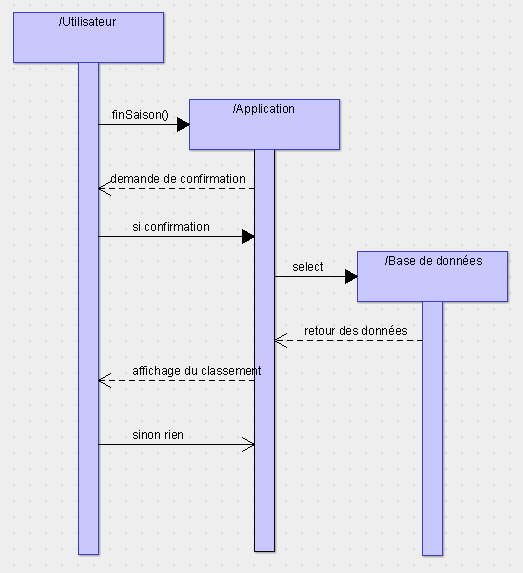 /Utilisateur
/Application
finSaison()
demande de confirmation
si confirmation
/Base de données
select
retour des données
affichage du classement
sinon rien